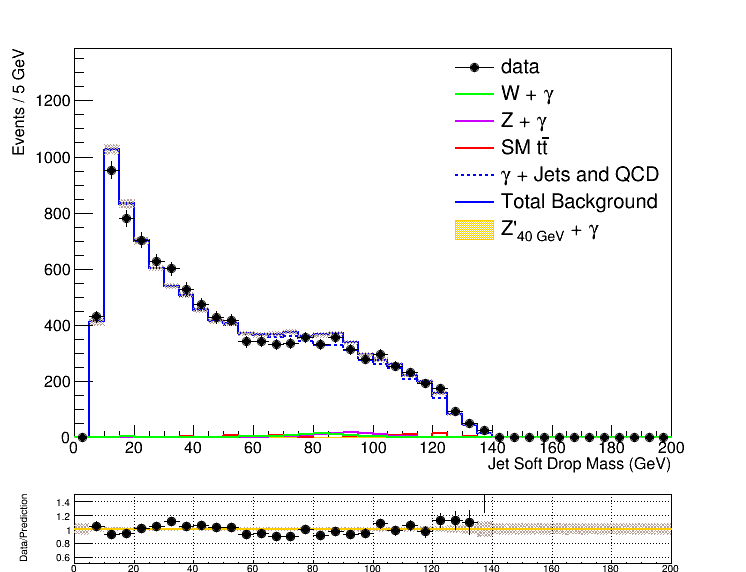 Events / 5 GeV
1200
1000
800
600
400
200
0
0 20 40 60 80 100 120 140 160 180 200
Jet Soft Drop Mass (GeV)
data
W + γ
Z + γ
SM tt̄
γ + Jets and QCD
Total Background
Z'40 GeV + γ
Data/Prediction
1.4
1.2
1
0.8
0.6
0 20 40 60 80 100 120 140 160 180 200